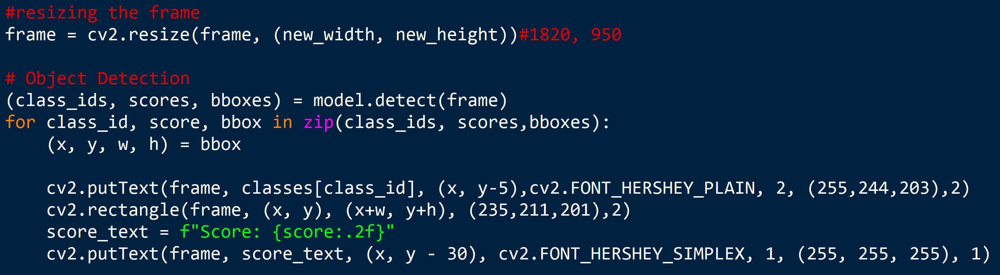 #resizing the frame
frame = cv2.resize(frame, (new_width, new_height))#1820, 950
# Object Detection
(class_ids, scores, bboxes) = model.detect(frame)
for class_id, score, bbox in zip(class_ids, scores,bboxes):
    (x, y, w, h) = bbox
    cv2.putText(frame, classes[class_id], (x, y-5),cv2.FONT_HERSHEY_PLAIN, 2, (255,244,203),2)
    cv2.rectangle(frame, (x, y), (x+w, y+h), (235,211,201),2)
    score_text = f"Score: {score:.2f}"
    cv2.putText(frame, score_text, (x, y - 30), cv2.FONT_HERSHEY_SIMPLEX, 1, (255, 255, 255), 1)